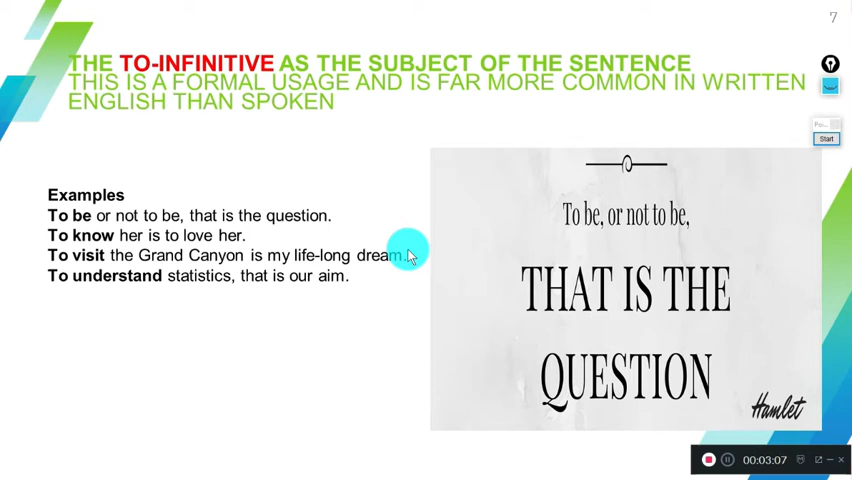 7
THE TO-INFINITIVE AS THE SUBJECT OF THE SENTENCE
THIS IS A FORMAL USAGE AND IS FAR MORE COMMON IN WRITTEN
ENGLISH THAN SPOKEN
Start
Examples
To be or not to be, that is the question.
To know her is to love her.
To visit the Grand Canyon is my life-long dream.
To understand statistics, that is our aim.
To be, or not to be,
THAT IS THE
QUESTION
Hamlet
00:03:07